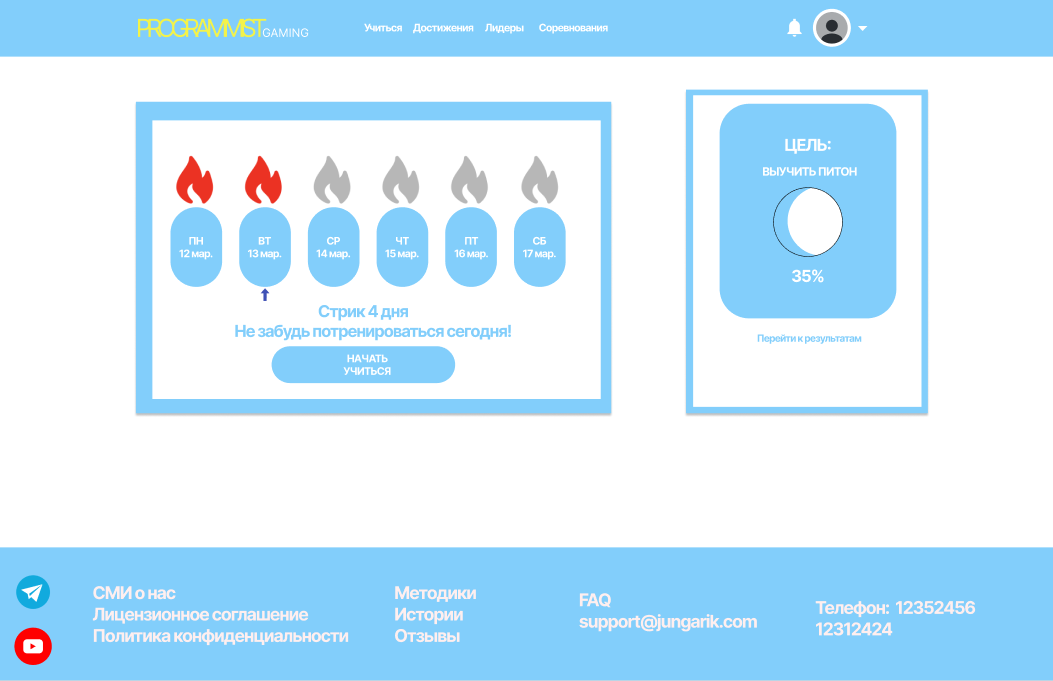 PROGRAMMIST GAMING
Учиться Достижения Лидеры Соревнования
ПН
12 мар.
ВТ
13 мар.
СР
14 мар.
ЧТ
15 мар.
ПТ
16 мар.
СБ
17 мар.
Стрик 4 дня
Не забудь потренироваться сегодня!
НАЧАТЬ
УЧИТЬСЯ
ЦЕЛЬ:
ВЫУЧИТЬ ПИТОН
35%
Перейти к результатам
СМИ о нас
Лицензионное соглашение
Политика конфиденциальности
Методики
Истории
Отзывы
FAQ
support@jungarik.com
Телефон: 12352456
12312424